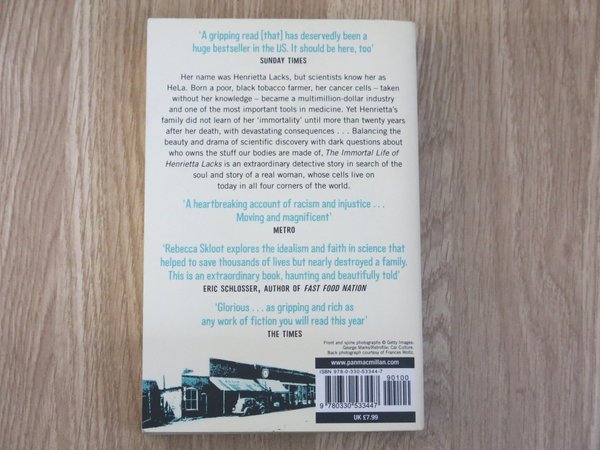 'A gripping read [that] has deservedly been a
huge bestseller in the US. It should be here, too'
SUNDAY TIMES
Her name was Henrietta Lacks, but scientists know her as
HeLa. Born a poor, black tobacco farmer, her cancer cells – taken
without her knowledge – became a multimillion-dollar industry
and one of the most important tools in medicine. Yet Henrietta's
family did not learn of her 'immortality' until more than twenty years
after her death, with devastating consequences . . . Balancing the
beauty and drama of scientific discovery with dark questions about
who owns the stuff our bodies are made of, The Immortal Life of
Henrietta Lacks is an extraordinary detective story in search of the
soul and story of a real woman, whose cells live on
today in all four corners of the world.
'A heartbreaking account of racism and injustice . . .
Moving and magnificent'
METRO
'Rebecca Skloot explores the idealism and faith in science that
helped to save thousands of lives but nearly destroyed a family.
This is an extraordinary book, haunting and beautifully told'
ERIC SCHLOSSER, AUTHOR OF FAST FOOD NATION
'Glorious . . . as gripping and rich as
any work of fiction you will read this year'
THE TIMES
Front and spine photographs © Getty Images,
George Marks/Retrofile; Car Culture.
Back photograph courtesy of Frances Woltz.
www.panmacmillan.com
ISBN 978-0-330-53344-7
90100
9 780330 533447
UK £7.99